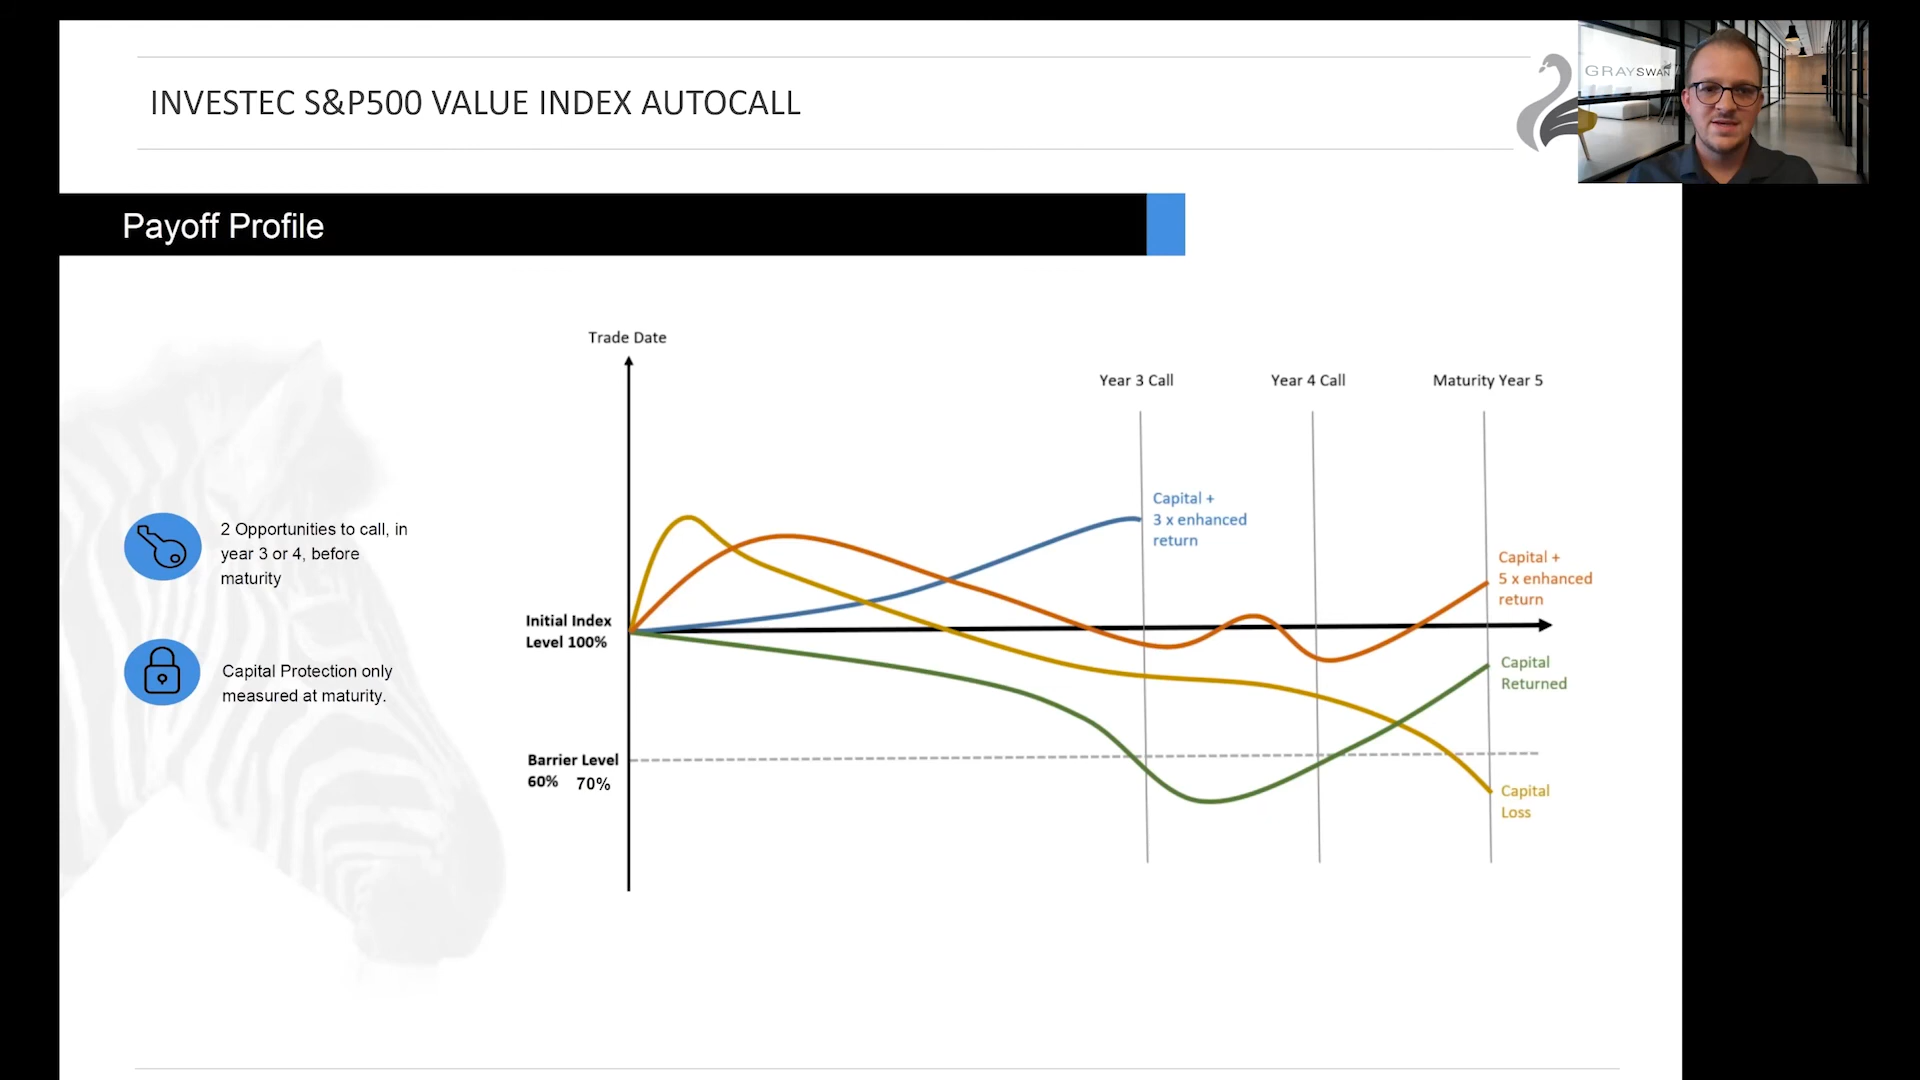 INVESTEC S&P500 VALUE INDEX AUTOCALL
GRAYSWAN
Payoff Profile
Trade Date
Year 3 Call
Year 4 Call
Maturity Year 5
Capital +
3 x enhanced
return
2 Opportunities to call, in
year 3 or 4, before
maturity
Capital +
5 x enhanced
return
Initial Index
Level 100%
Capital Protection only
measured at maturity.
Capital
Returned
Barrier Level
60% 70%
Capital
Loss